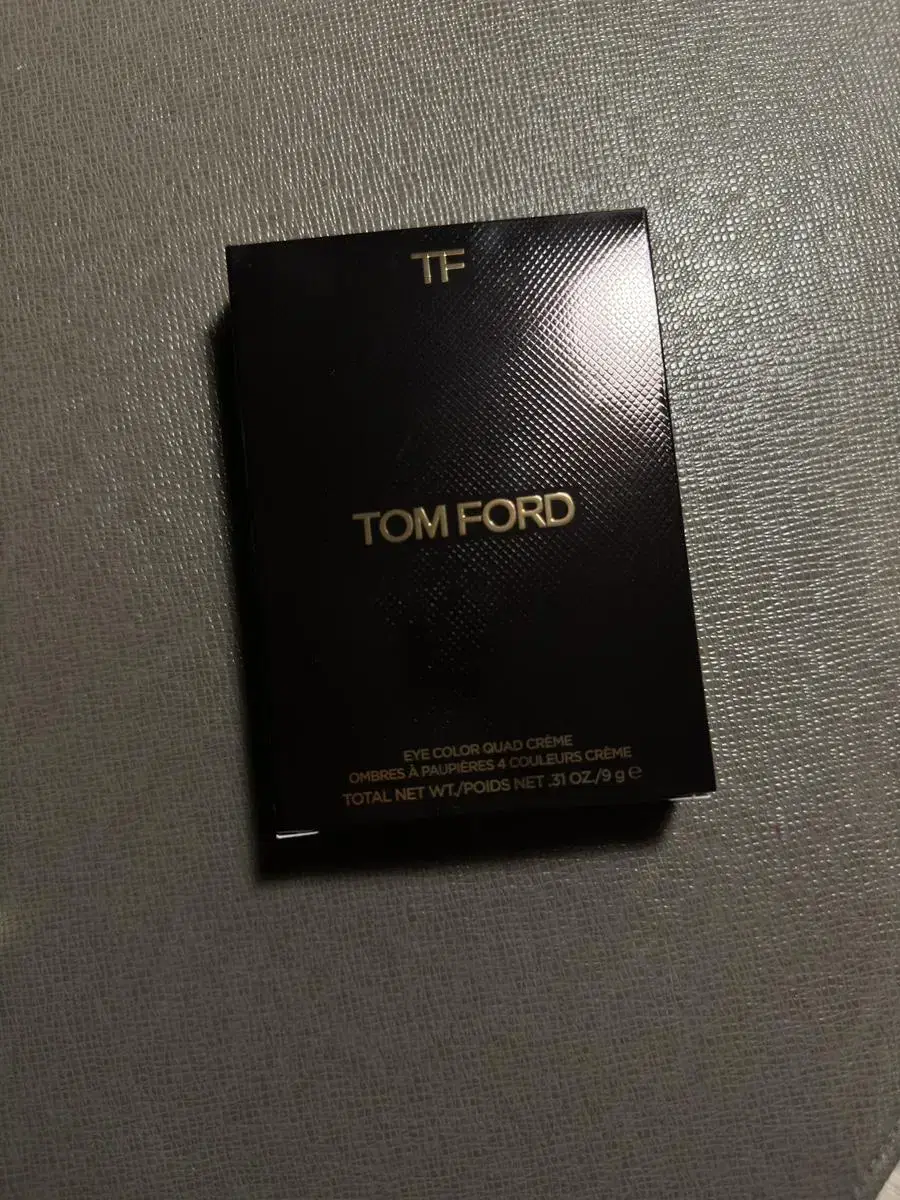 TF
TOM FORD
EYE COLOR QUAD CRÈME
OMBRES À PAUPIÈRES 4 COULEURS CRÈME
TOTAL NET WT./POIDS NET .31 OZ./9 g ℮